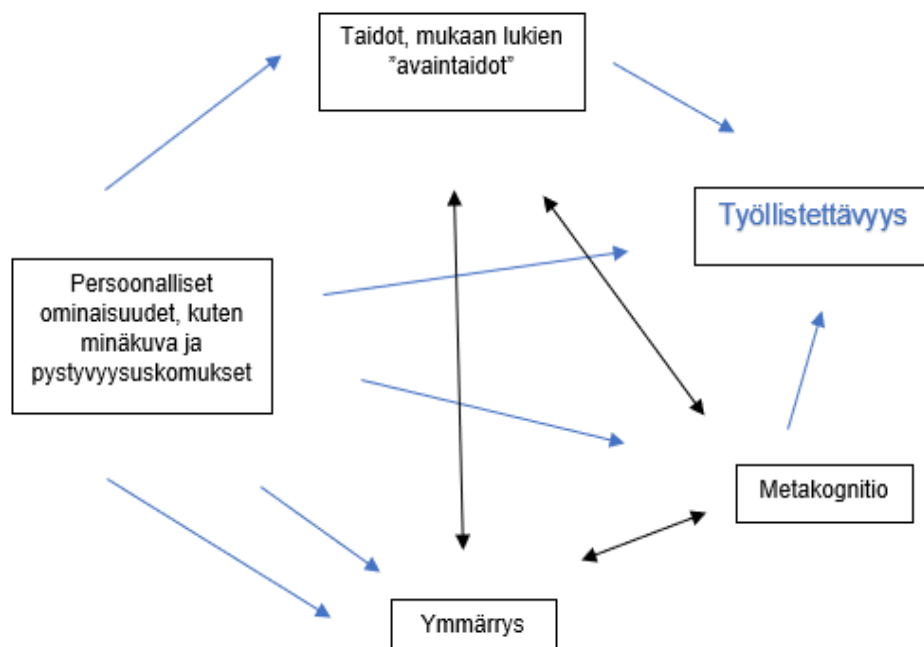 Taidot, mukaan lukien
”avaintaidot”
Työllistettävyys
Persoonalliset
ominaisuudet, kuten
minäkuva ja
pystyvyysuskomukset
Metakognitio
Ymmärrys